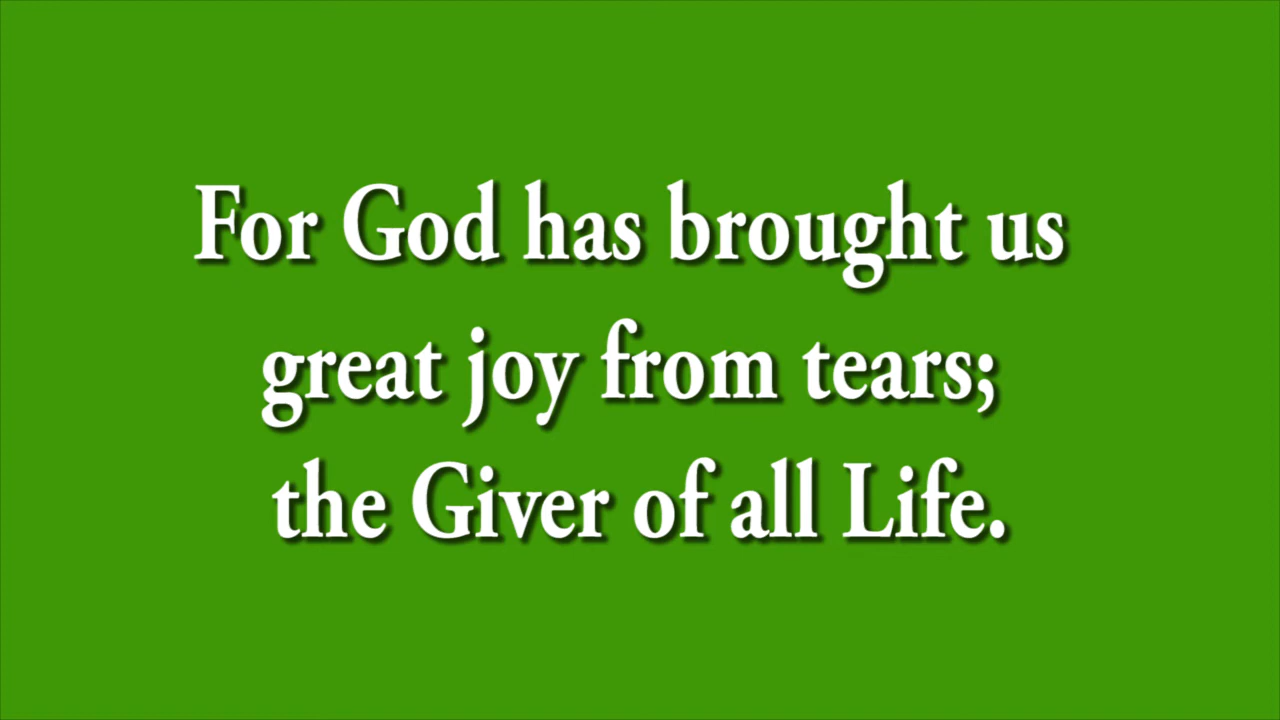 For God has brought us
great joy from tears;
the Giver of all Life.